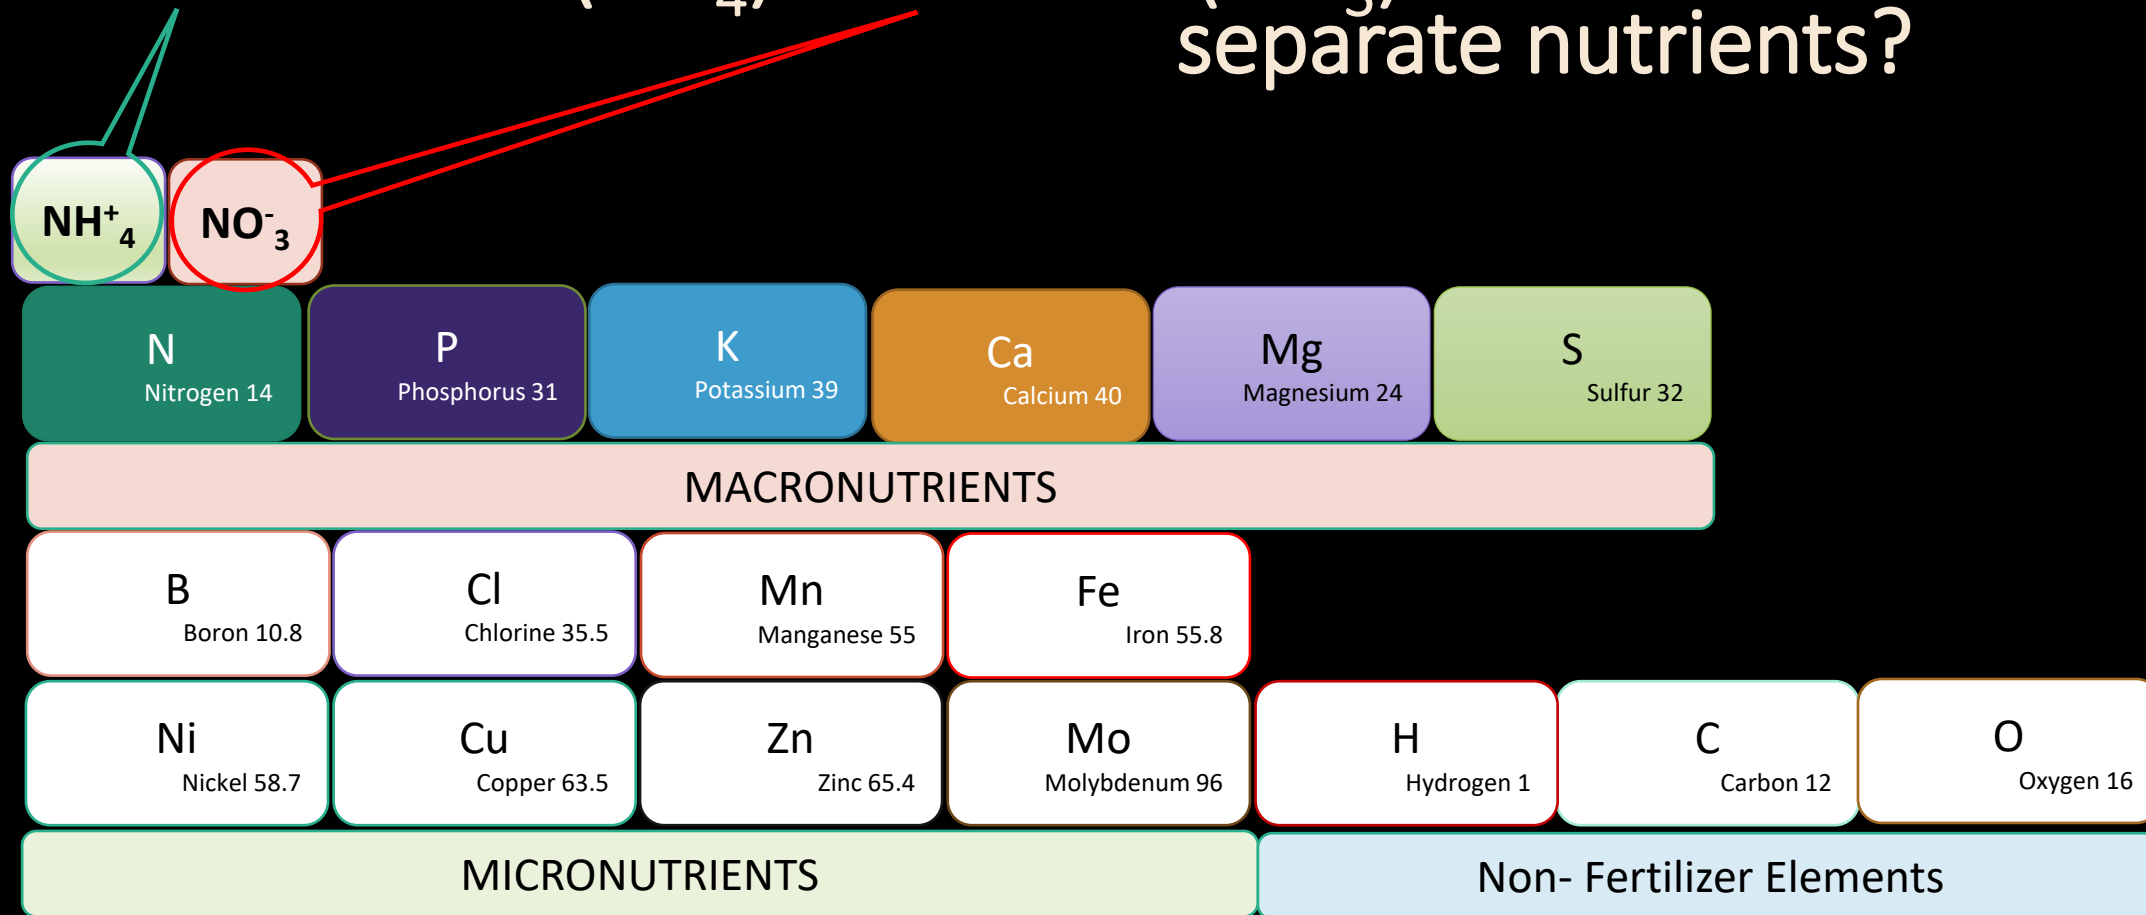 separate nutrients?
NH⁺₄
NO⁻₃
N
Nitrogen 14
P
Phosphorus 31
K
Potassium 39
Ca
Calcium 40
Mg
Magnesium 24
S
Sulfur 32
MACRONUTRIENTS
B
Boron 10.8
Cl
Chlorine 35.5
Mn
Manganese 55
Fe
Iron 55.8
Ni
Nickel 58.7
Cu
Copper 63.5
Zn
Zinc 65.4
Mo
Molybdenum 96
H
Hydrogen 1
C
Carbon 12
O
Oxygen 16
MICRONUTRIENTS
Non- Fertilizer Elements